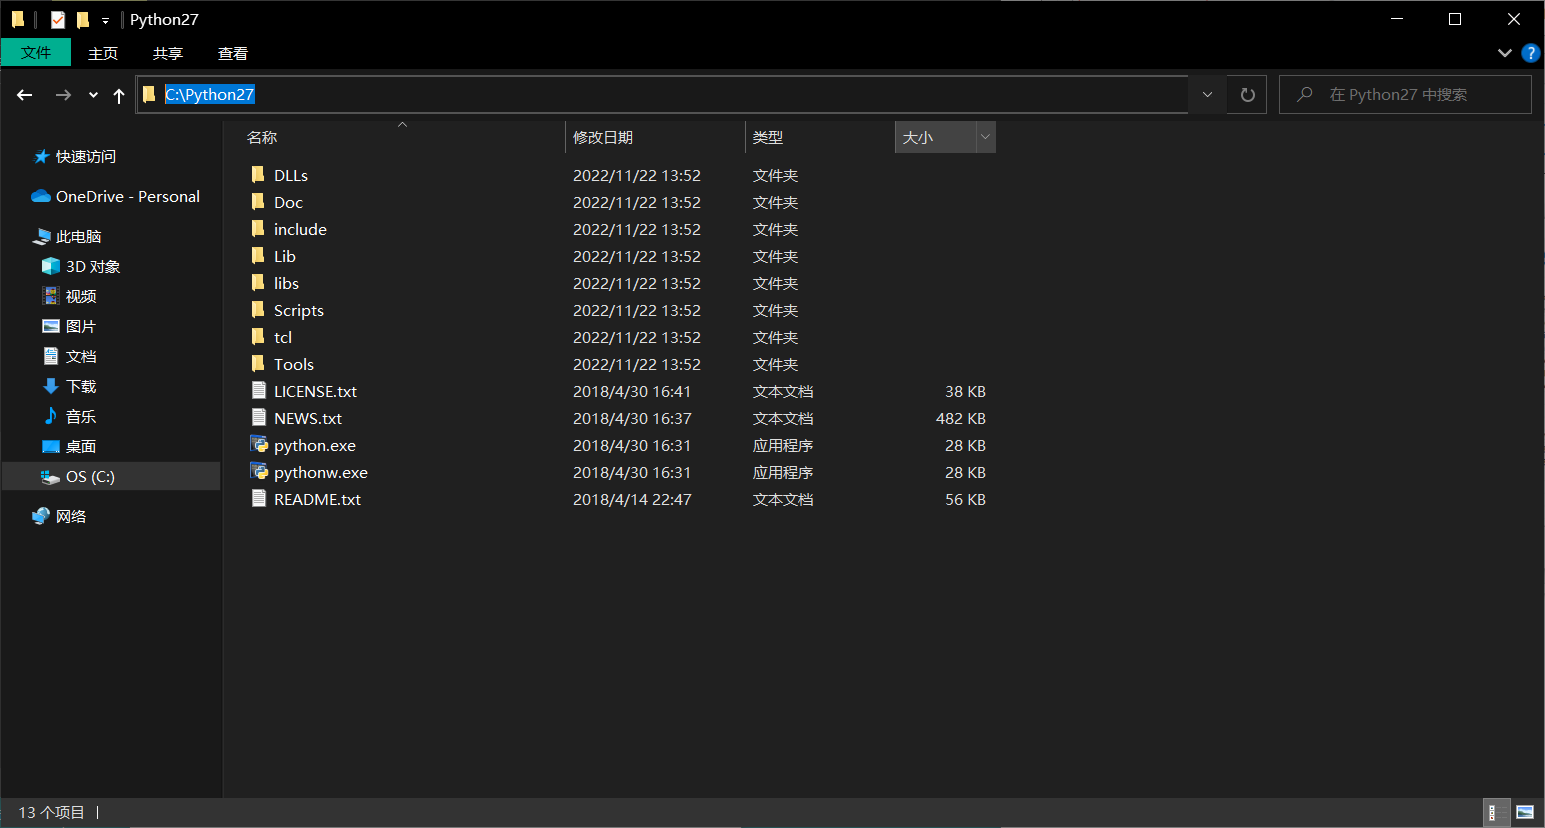 Python27
文件 主页 共享 查看
C:\Python27 在 Python27 中搜索
名称 修改日期 类型 大小
快速访问
OneDrive - Personal
此电脑
3D 对象
视频
图片
文档
下载
音乐
桌面
OS (C:)
网络
DLLs 2022/11/22 13:52 文件夹
Doc 2022/11/22 13:52 文件夹
include 2022/11/22 13:52 文件夹
Lib 2022/11/22 13:52 文件夹
libs 2022/11/22 13:52 文件夹
Scripts 2022/11/22 13:52 文件夹
tcl 2022/11/22 13:52 文件夹
Tools 2022/11/22 13:52 文件夹
LICENSE.txt 2018/4/30 16:41 文本文档 38 KB
NEWS.txt 2018/4/30 16:37 文本文档 482 KB
python.exe 2018/4/30 16:31 应用程序 28 KB
pythonw.exe 2018/4/30 16:31 应用程序 28 KB
README.txt 2018/4/14 22:47 文本文档 56 KB
13 个项目